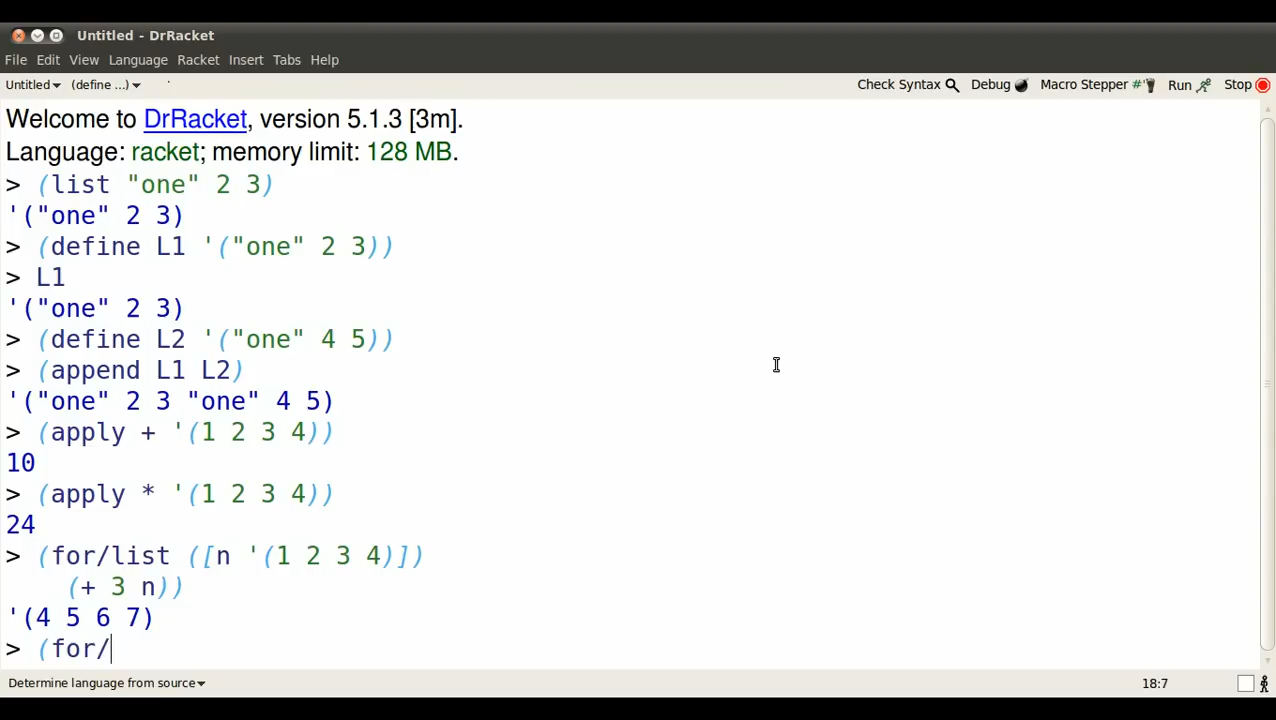 Untitled - DrRacket
File Edit View Language Racket Insert Tabs Help
Untitled (define ...) Check Syntax Debug Macro Stepper #' Run Stop
Welcome to DrRacket, version 5.1.3 [3m].
Language: racket; memory limit: 128 MB.
> (list "one" 2 3)
'("one" 2 3)
> (define L1 '("one" 2 3))
> L1
'("one" 2 3)
> (define L2 '("one" 4 5))
> (append L1 L2)
'("one" 2 3 "one" 4 5)
> (apply + '(1 2 3 4))
10
> (apply * '(1 2 3 4))
24
> (for/list ([n '(1 2 3 4)])
(+ 3 n))
'(4 5 6 7)
> (for/
Determine language from source 18:7